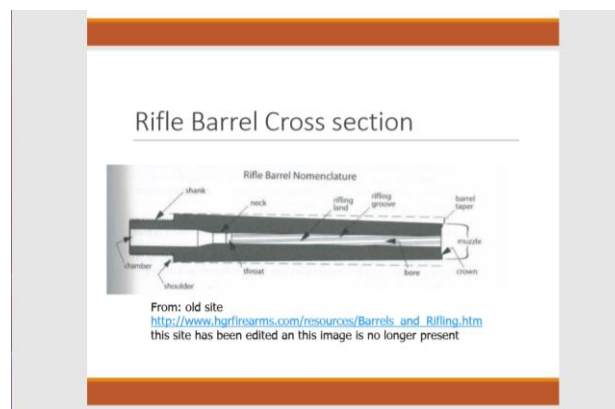 Rifle Barrel Cross section
Rifle Barrel Nomenclature
shank
neck
rifling
land
rifling
groove
barrel
taper
muzzle
chamber
shoulder
throat
bore
crown
From: old site
http://www.hgrfirearms.com/resources/Barrels_and_Rifling.htm
this site has been edited an this image is no longer present